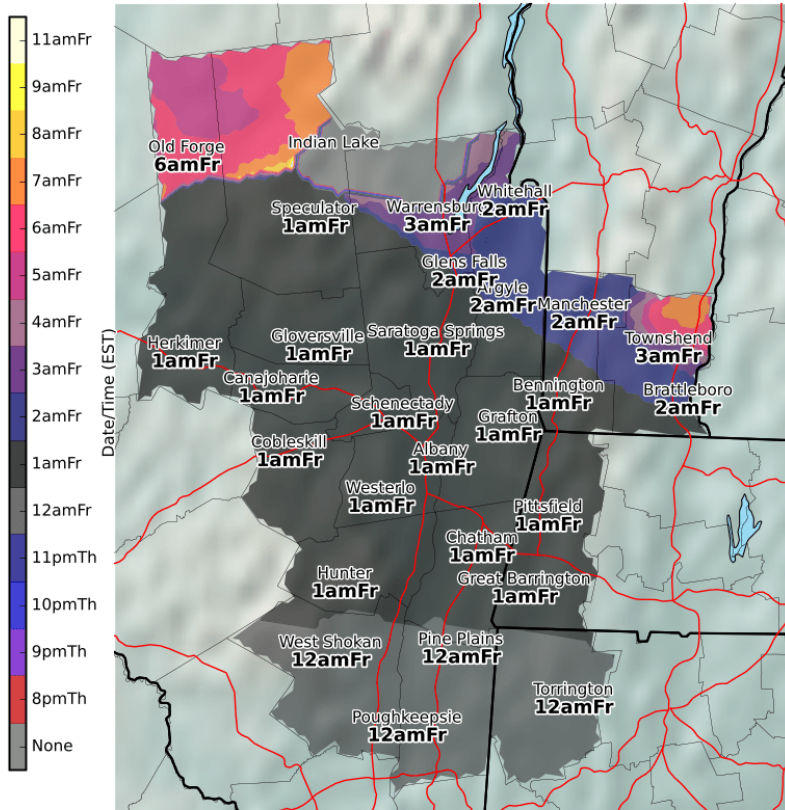 11amFr
9amFr
8amFr
7amFr
6amFr
5amFr
4amFr
3amFr
2amFr
1amFr
12amFr
11pmTh
10pmTh
9pmTh
8pmTh
None
Date/Time (EST)
Old Forge
6amFr
Indian Lake
Speculator
1amFr
Warrensburg
3amFr
Whitehall
2amFr
Glens Falls
2amFr
Argyle
2amFr
Manchester
2amFr
Townshend
3amFr
Herkimer
1amFr
Gloversville
1amFr
Saratoga Springs
1amFr
Canajoharie
1amFr
Bennington
1amFr
Brattleboro
2amFr
Schenectady
1amFr
Grafton
1amFr
Cobleskill
1amFr
Albany
1amFr
Westerlo
1amFr
Pittsfield
1amFr
Chatham
1amFr
Hunter
1amFr
Great Barrington
1amFr
West Shokan
12amFr
Pine Plains
12amFr
Torrington
12amFr
Poughkeepsie
12amFr